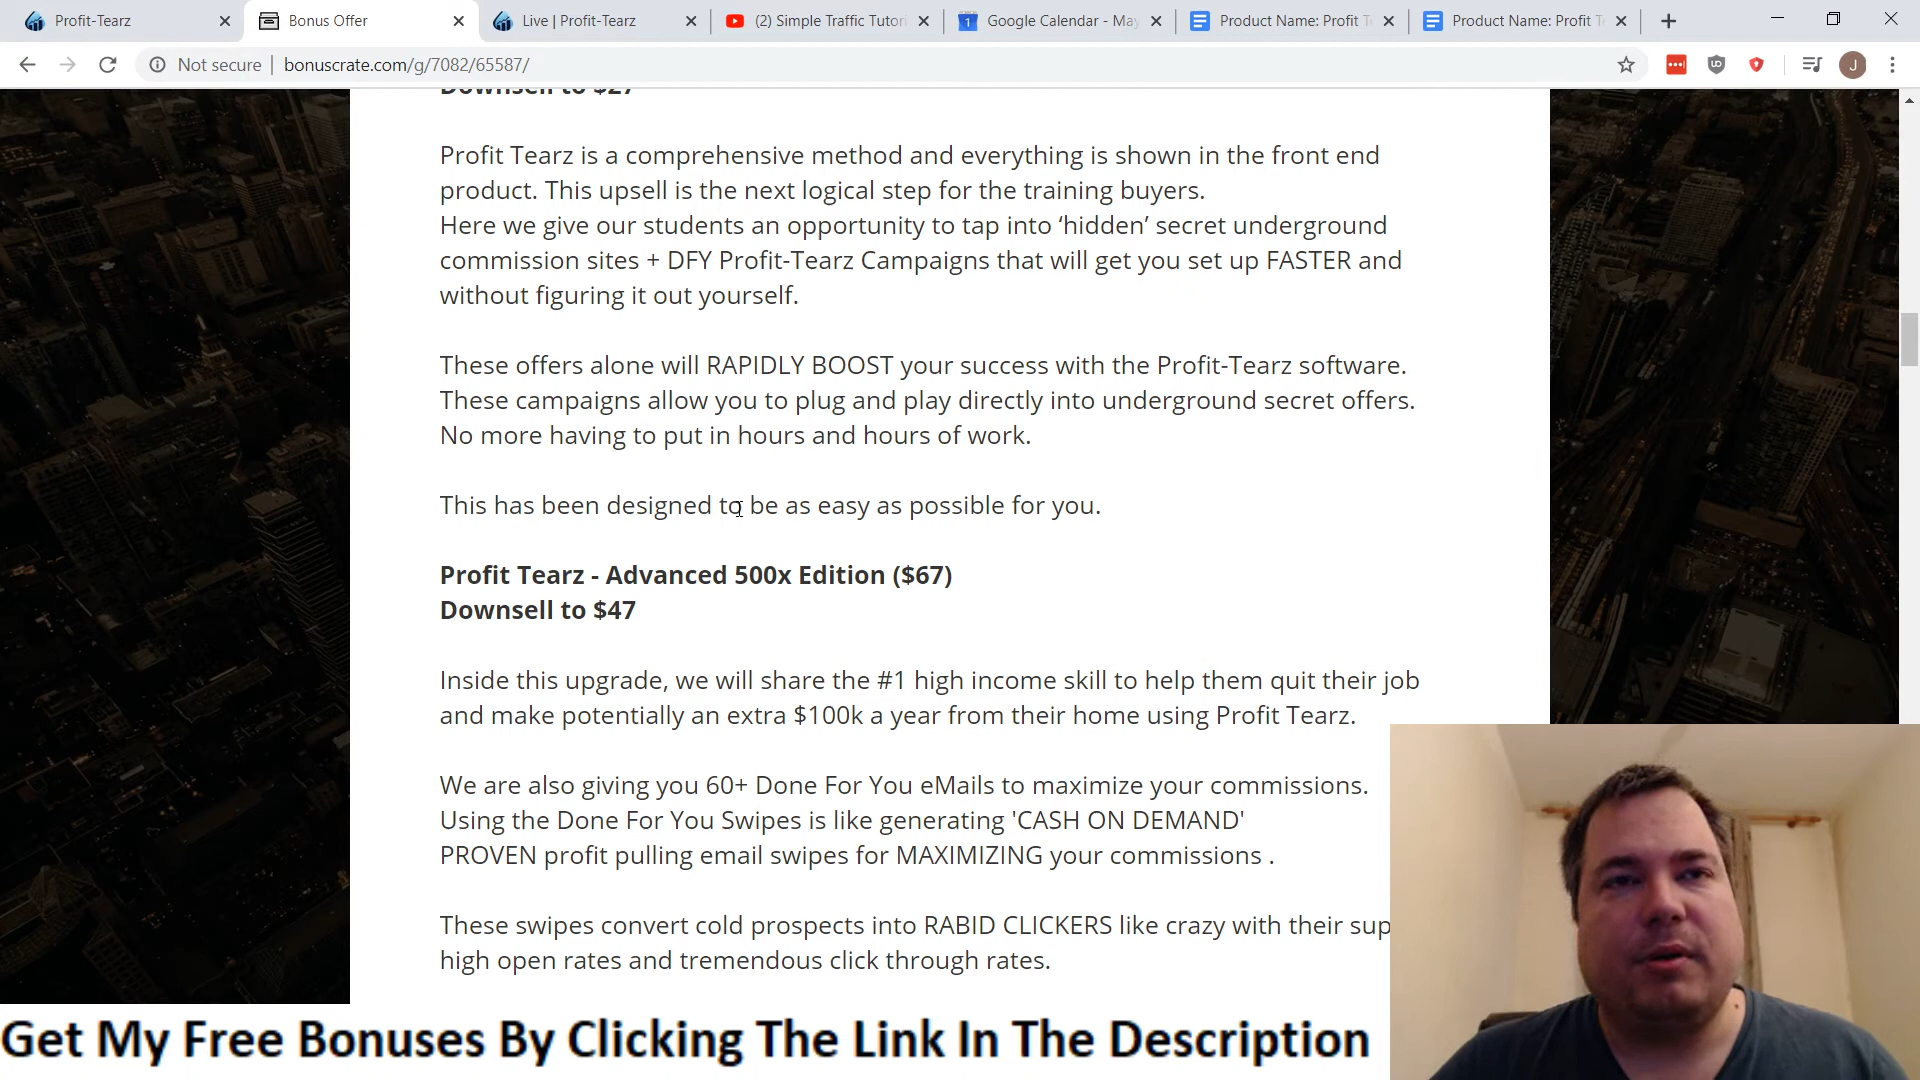 Profit-Tearz
Bonus Offer
Live | Profit-Tearz
(2) Simple Traffic Tutor
Google Calendar - May
Product Name: Profit T
Product Name: Profit T
Not secure | bonuscrate.com/g/7082/65587/
J
Downsell to $27
Profit Tearz is a comprehensive method and everything is shown in the front end
product. This upsell is the next logical step for the training buyers.
Here we give our students an opportunity to tap into ‘hidden’ secret underground
commission sites + DFY Profit-Tearz Campaigns that will get you set up FASTER and
without figuring it out yourself.
These offers alone will RAPIDLY BOOST your success with the Profit-Tearz software.
These campaigns allow you to plug and play directly into underground secret offers.
No more having to put in hours and hours of work.
This has been designed to be as easy as possible for you.
Profit Tearz - Advanced 500x Edition ($67)
Downsell to $47
Inside this upgrade, we will share the #1 high income skill to help them quit their job
and make potentially an extra $100k a year from their home using Profit Tearz.
We are also giving you 60+ Done For You eMails to maximize your commissions.
Using the Done For You Swipes is like generating 'CASH ON DEMAND'
PROVEN profit pulling email swipes for MAXIMIZING your commissions .
These swipes convert cold prospects into RABID CLICKERS like crazy with their sup
high open rates and tremendous click through rates.
Get My Free Bonuses By Clicking The Link In The Description